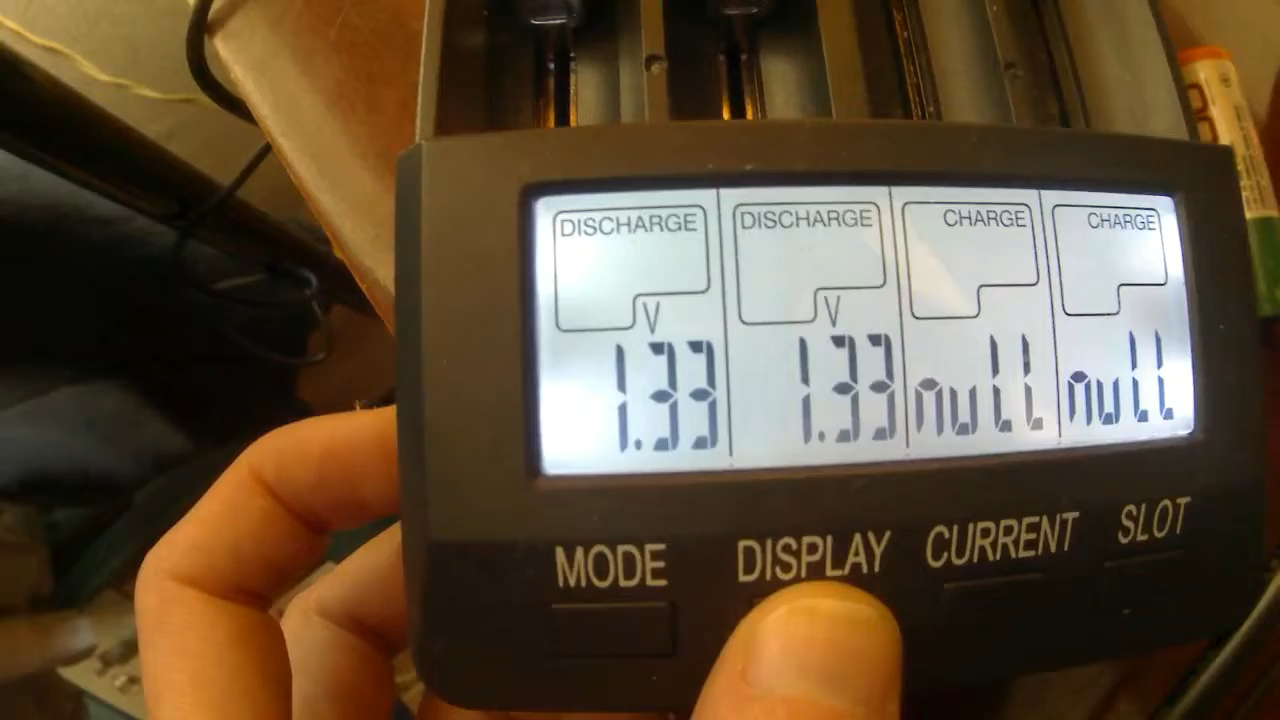 DISCHARGE DISCHARGE CHARGE CHARGE
V V
1.33 1.33 null null
MODE DISPLAY CURRENT SLOT